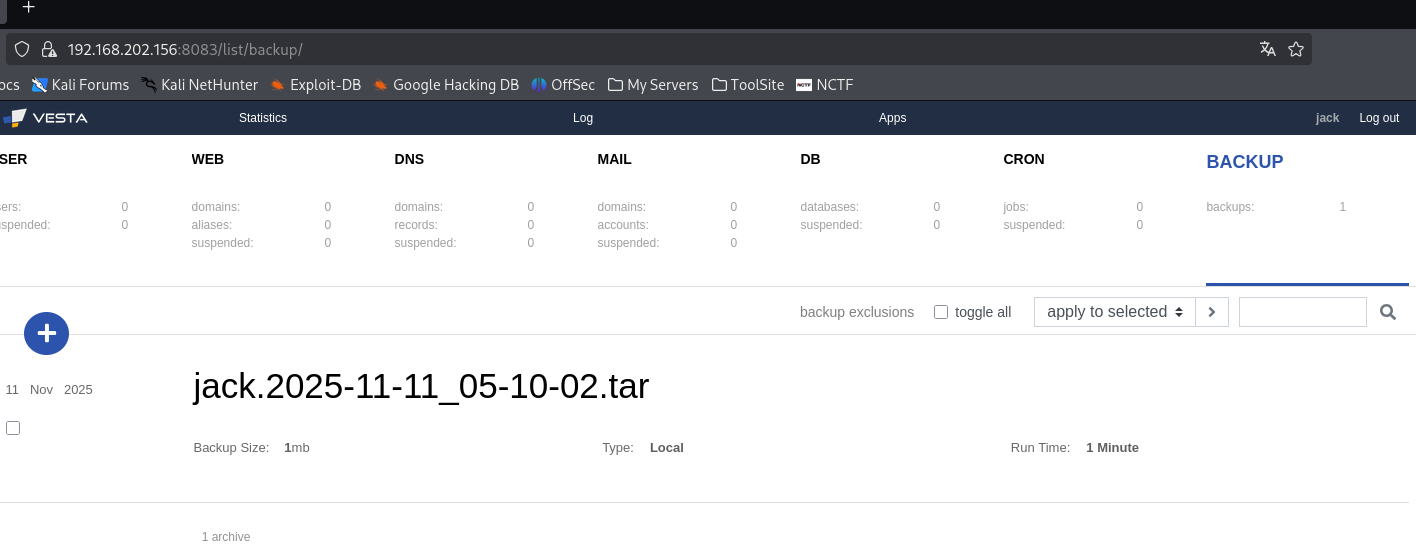 192.168.202.156:8083/list/backup/
ocs Kali Forums Kali NetHunter Exploit-DB Google Hacking DB OffSec My Servers ToolSite NCTF
VESTA Statistics Log Apps jack Log out
SER WEB DNS MAIL DB CRON BACKUP
ers: 0 domains: 0 domains: 0 domains: 0 databases: 0 jobs: 0 backups: 1
spended: 0 aliases: 0 records: 0 accounts: 0 suspended: 0 suspended: 0
suspended: 0 suspended: 0 suspended: 0
backup exclusions toggle all apply to selected
11 Nov 2025 jack.2025-11-11_05-10-02.tar
Backup Size: 1mb Type: Local Run Time: 1 Minute
1 archive